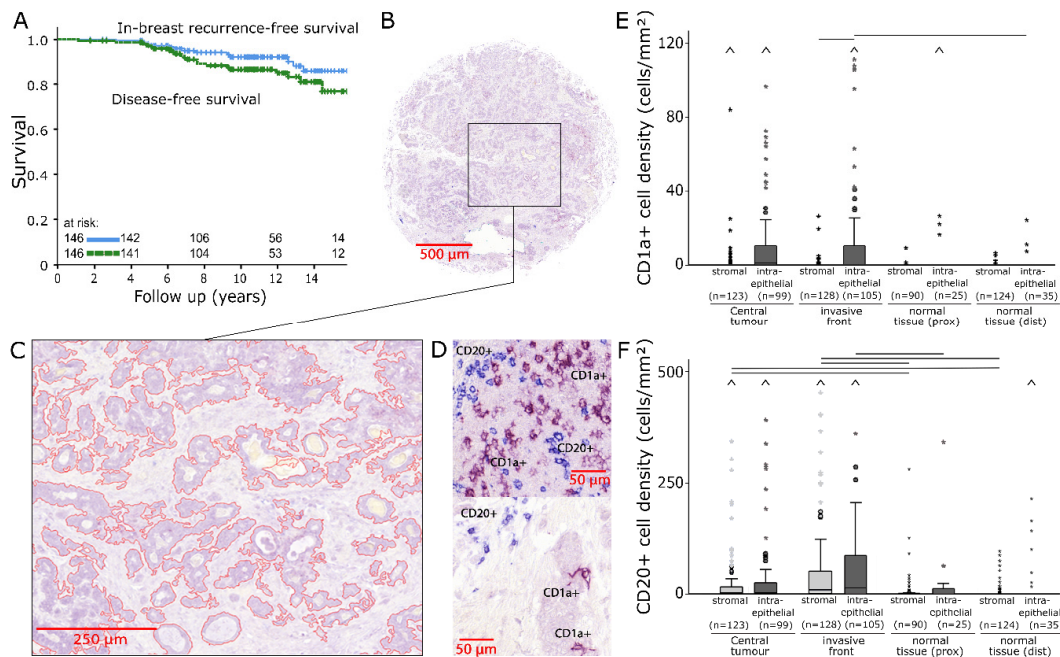 A
In-breast recurrence-free survival
1.0
0.8
Disease-free survival
0.6
Survival
0.4
0.2
at risk:
146 142 106 56 14
146 141 104 53 12
0
0 2 4 6 8 10 12 14
Follow up (years)
B
500 µm
C
250 µm
D
CD20+
CD1a+
CD20+
CD1a+
50 µm
CD20+
CD1a+
CD1a+
50 µm
E
CD1a+ cell density (cells/mm²)
120
80
40
0
^ ^ ^ ^
stromal intra-epithelial stromal intra-epithelial stromal intra-epithelial stromal intra-epithelial
(n=123) (n=99) (n=128) (n=105) (n=90) (n=25) (n=124) (n=35)
Central tumour invasive front normal tissue (prox) normal tissue (dist)
F
CD20+ cell density (cells/mm²)
500
250
0
^ ^ ^ ^ ^
stromal intra-epithelial stromal intra-epcithelial stromal intra-epithclial stromal intra-epithelial
(n=123) (n=99) (n=128) (n=105) (n=90) (n=25) (n=124) (n=35
Central tumour invasive front normal tissue (prox) normal tissue (dist)